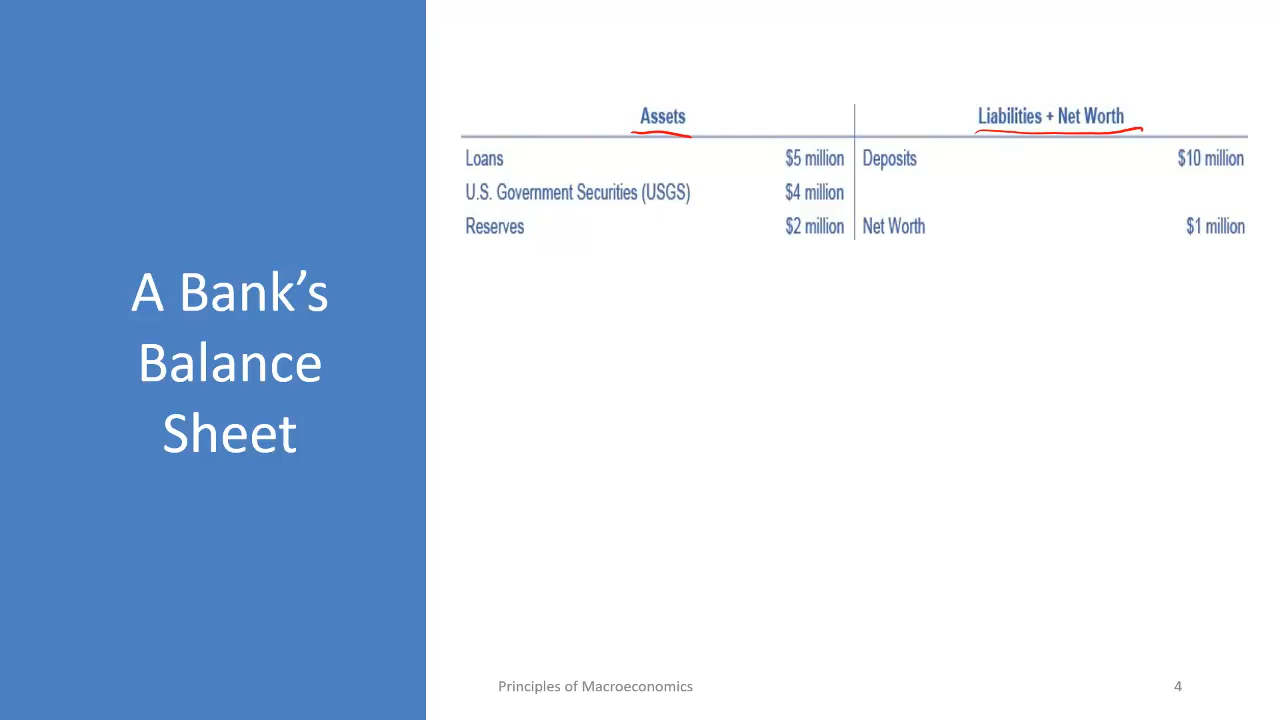 A Bank’s
Balance
Sheet
Assets Liabilities + Net Worth
Loans $5 million Deposits $10 million
U.S. Government Securities (USGS) $4 million
Reserves $2 million Net Worth $1 million
Principles of Macroeconomics 4